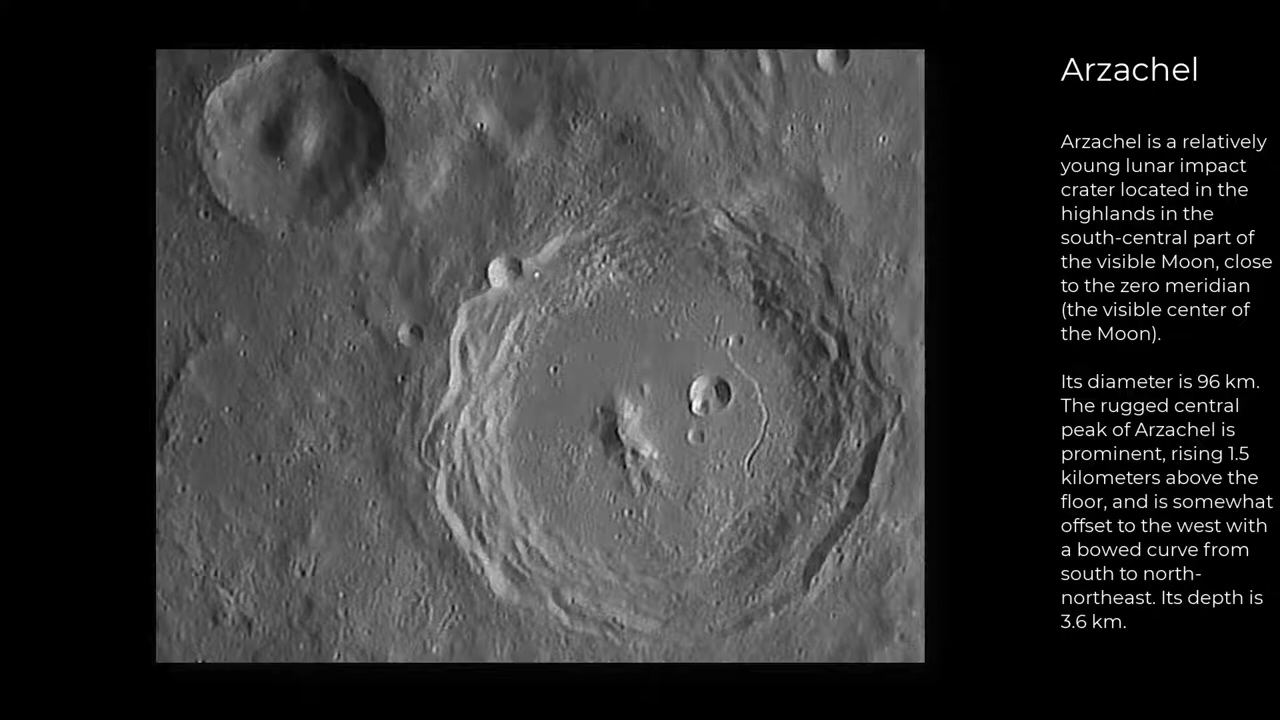 Arzachel
Arzachel is a relatively
young lunar impact
crater located in the
highlands in the
south-central part of
the visible Moon, close
to the zero meridian
(the visible center of
the Moon).
Its diameter is 96 km.
The rugged central
peak of Arzachel is
prominent, rising 1.5
kilometers above the
floor, and is somewhat
offset to the west with
a bowed curve from
south to north-
northeast. Its depth is
3.6 km.